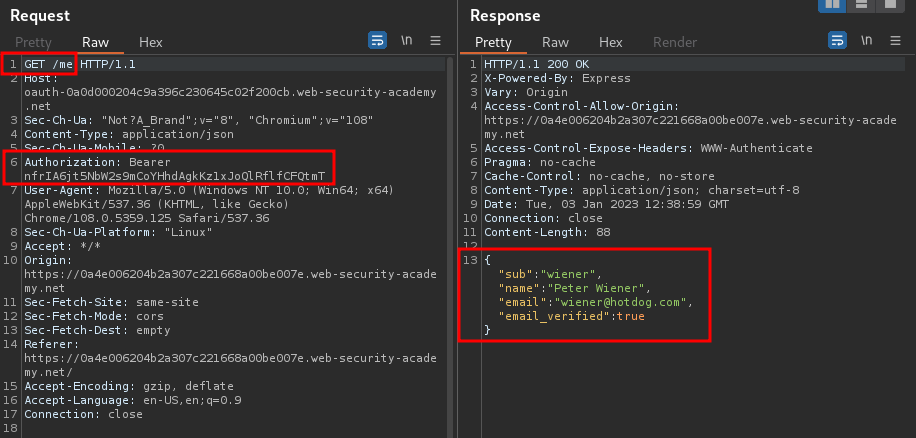 Request
Pretty Raw Hex \n
1 GET /me HTTP/1.1
2 Host:
oauth-0a0d000204c9a396c230645c02f200cb.web-security-academy
.net
3 Sec-Ch-Ua: "Not?A_Brand";v="8", "Chromium";v="108"
4 Content-Type: application/json
5 Sec-Ch-Ua-Mobile: ?0
6 Authorization: Bearer
nfrIA6jt5NbW2s9mCoYHhdAgkKz1xJoQlRflfCFQtmT
7 User-Agent: Mozilla/5.0 (Windows NT 10.0; Win64; x64)
AppleWebKit/537.36 (KHTML, like Gecko)
Chrome/108.0.5359.125 Safari/537.36
8 Sec-Ch-Ua-Platform: "Linux"
9 Accept: */*
10 Origin:
https://0a4e006204b2a307c221668a00be007e.web-security-acade
my.net
11 Sec-Fetch-Site: same-site
12 Sec-Fetch-Mode: cors
13 Sec-Fetch-Dest: empty
14 Referer:
https://0a4e006204b2a307c221668a00be007e.web-security-acade
my.net/
15 Accept-Encoding: gzip, deflate
16 Accept-Language: en-US,en;q=0.9
17 Connection: close
18
Response
Pretty Raw Hex Render \n
1 HTTP/1.1 200 OK
2 X-Powered-By: Express
3 Vary: Origin
4 Access-Control-Allow-Origin:
https://0a4e006204b2a307c221668a00be007e.web-security-acade
my.net
5 Access-Control-Expose-Headers: WWW-Authenticate
6 Pragma: no-cache
7 Cache-Control: no-cache, no-store
8 Content-Type: application/json; charset=utf-8
9 Date: Tue, 03 Jan 2023 12:38:59 GMT
10 Connection: close
11 Content-Length: 88
12
13 {
"sub":"wiener",
"name":"Peter Wiener",
"email":"wiener@hotdog.com",
"email_verified":true
}